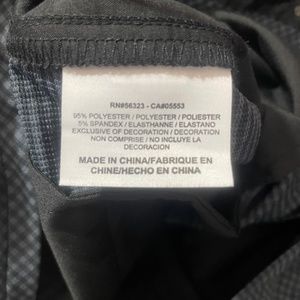 RN#56323 - CA#05553
95% POLYESTER / POLYESTER / POLIESTER
5% SPANDEX / ELASTHANNE / ELASTANO
EXCLUSIVE OF DECORATION / DECORATION
NON COMPRISE / NO INCLUYE LA
DECORACION
MADE IN CHINA/FABRIQUE EN
CHINE/HECHO EN CHINA